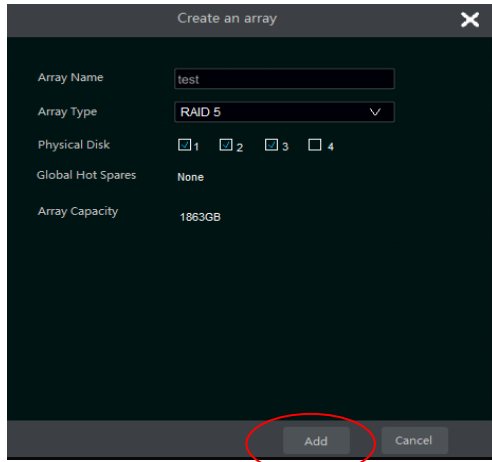 Create an array
Array Name test
Array Type RAID 5
Physical Disk 1 2 3 4
Global Hot Spares None
Array Capacity 1863GB
Add Cancel